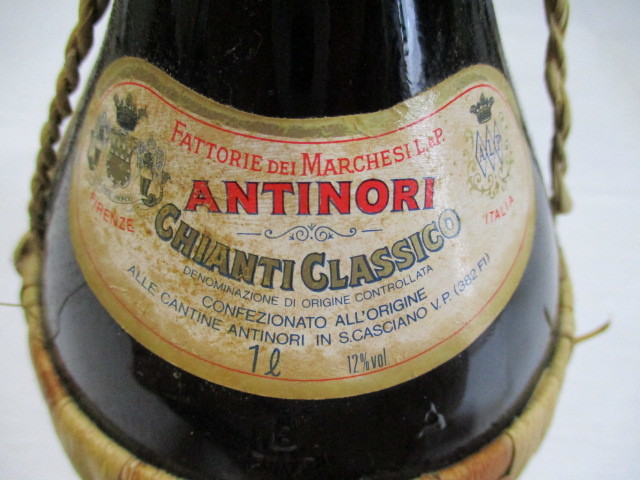 FATTORIE DEI MARCHESI L. e P.
ANTINORI
FIRENZE
ITALIA
CHIANTI CLASSICO
DENOMINAZIONE DI ORIGINE CONTROLLATA
CONFEZIONATO ALL'ORIGINE
ALLE CANTINE ANTINORI IN S.CASCIANO V.P. (382 FI)
1 ℓ
12% vol